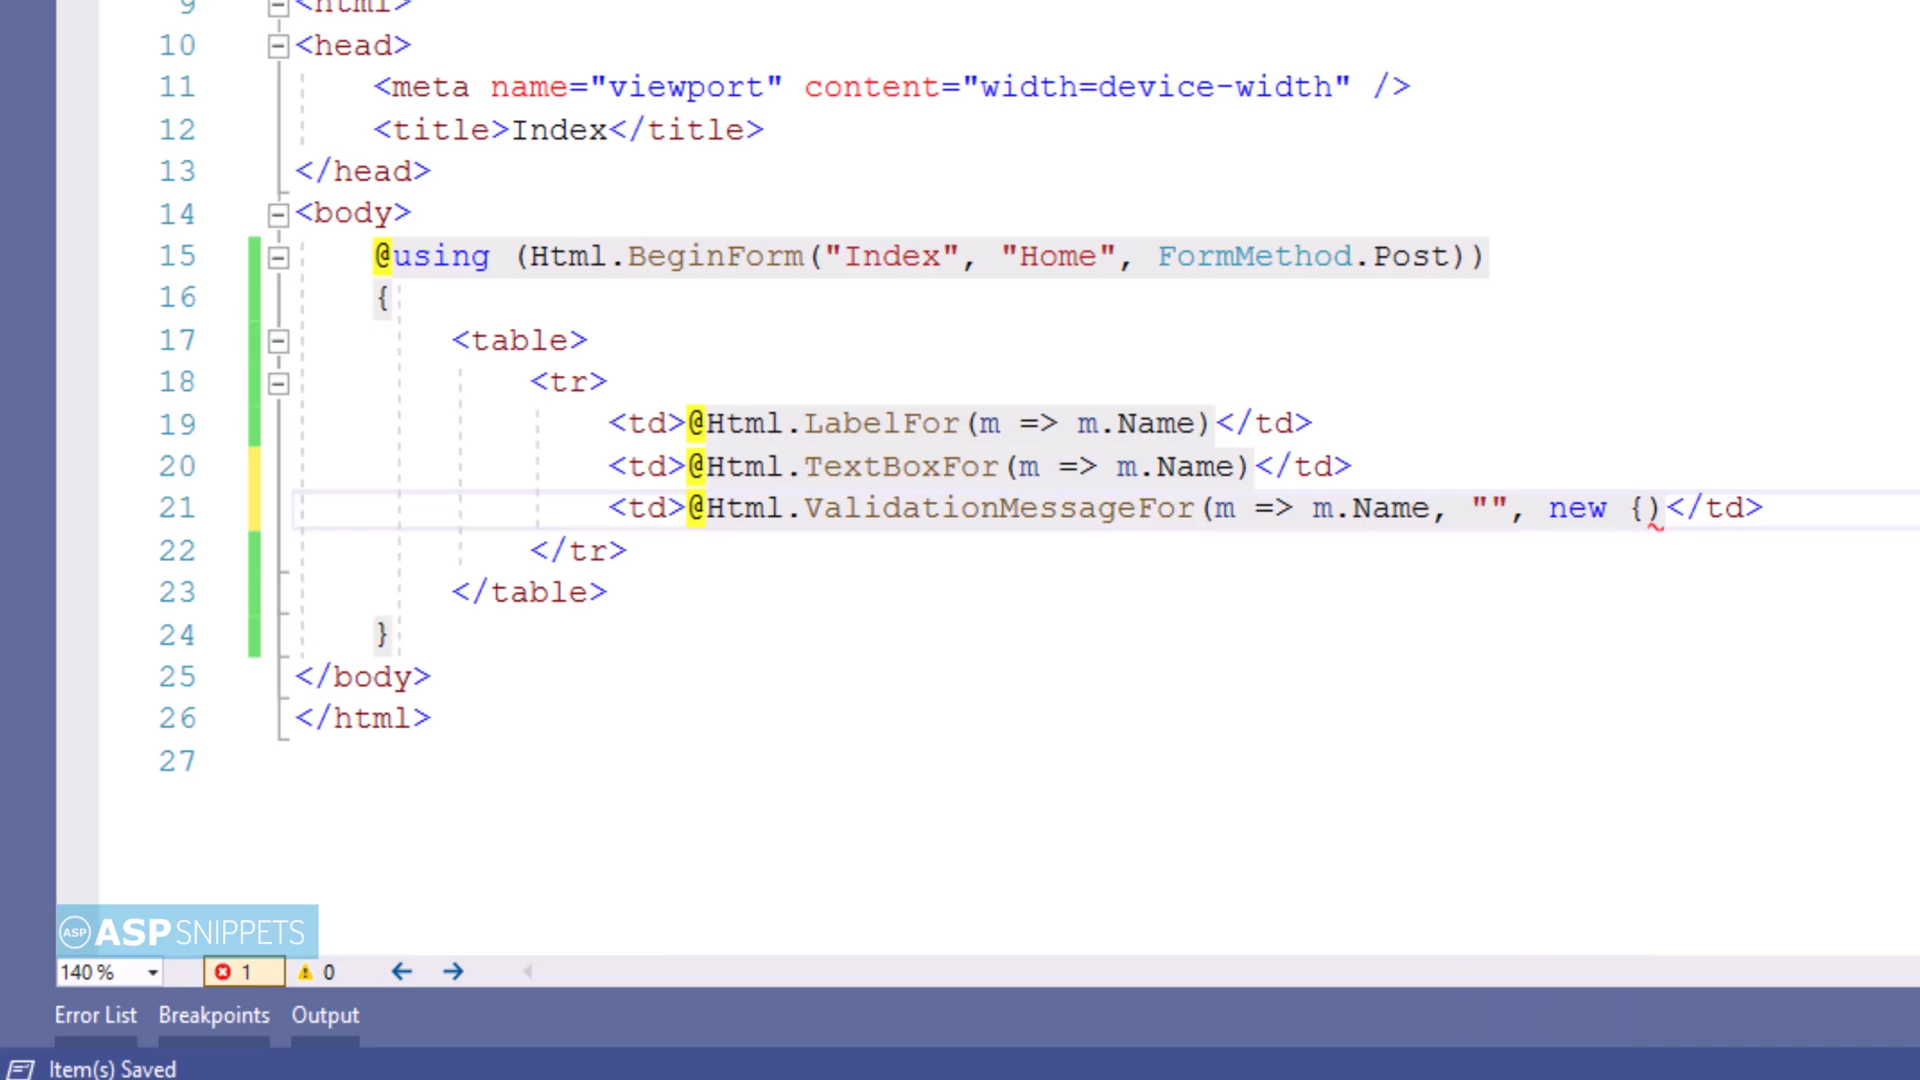 9 <html>
10 <head>
11 <meta name="viewport" content="width=device-width" />
12 <title>Index</title>
13 </head>
14 <body>
15 @using (Html.BeginForm("Index", "Home", FormMethod.Post))
16 {
17 <table>
18 <tr>
19 <td>@Html.LabelFor(m => m.Name)</td>
20 <td>@Html.TextBoxFor(m => m.Name)</td>
21 <td>@Html.ValidationMessageFor(m => m.Name, "", new {)</td>
22 </tr>
23 </table>
24 }
25 </body>
26 </html>
27
ASP ASPSNIPPETS
140 % 1 0
Error List Breakpoints Output
Item(s) Saved